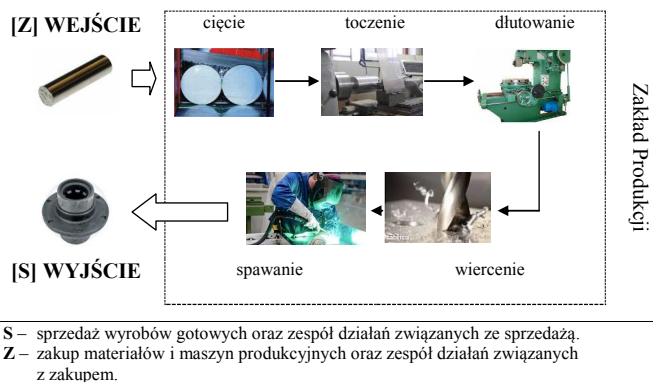 [Z] WEJŚCIE
cięcie
toczenie
dłutowanie
Zakład Produkcji
[S] WYJŚCIE
spawanie
wiercenie
S – sprzedaż wyrobów gotowych oraz zespół działań związanych ze sprzedażą.
Z – zakup materiałów i maszyn produkcyjnych oraz zespół działań związanych
z zakupem.